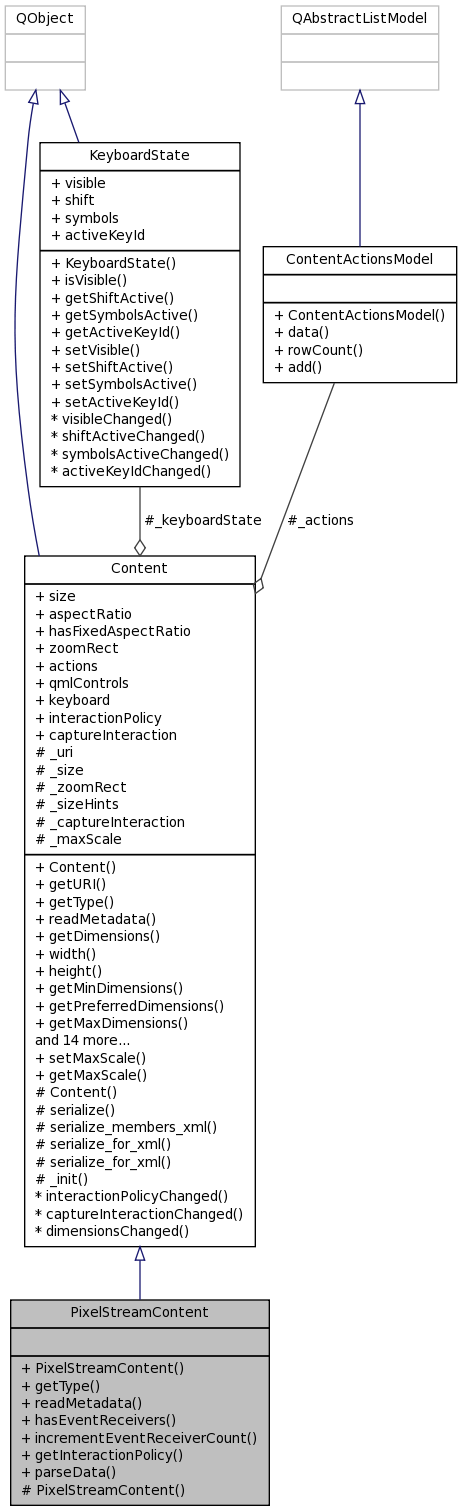 QObject
QAbstractListModel
KeyboardState
+ visible
+ shift
+ symbols
+ activeKeyId
+ KeyboardState()
+ isVisible()
+ getShiftActive()
+ getSymbolsActive()
+ getActiveKeyId()
+ setVisible()
+ setShiftActive()
+ setSymbolsActive()
+ setActiveKeyId()
* visibleChanged()
* shiftActiveChanged()
* symbolsActiveChanged()
* activeKeyIdChanged()
ContentActionsModel
+ ContentActionsModel()
+ data()
+ rowCount()
+ add()
#_keyboardState
#_actions
Content
+ size
+ aspectRatio
+ hasFixedAspectRatio
+ zoomRect
+ actions
+ qmlControls
+ keyboard
+ interactionPolicy
+ captureInteraction
# _uri
# _size
# _zoomRect
# _sizeHints
# _captureInteraction
# _maxScale
+ Content()
+ getURI()
+ getType()
+ readMetadata()
+ getDimensions()
+ width()
+ height()
+ getMinDimensions()
+ getPreferredDimensions()
+ getMaxDimensions()
and 14 more...
+ setMaxScale()
+ getMaxScale()
# Content()
# serialize()
# serialize_members_xml()
# serialize_for_xml()
# serialize_for_xml()
# _init()
* interactionPolicyChanged()
* captureInteractionChanged()
* dimensionsChanged()
PixelStreamContent
+ PixelStreamContent()
+ getType()
+ readMetadata()
+ hasEventReceivers()
+ incrementEventReceiverCount()
+ getInteractionPolicy()
+ parseData()
# PixelStreamContent()